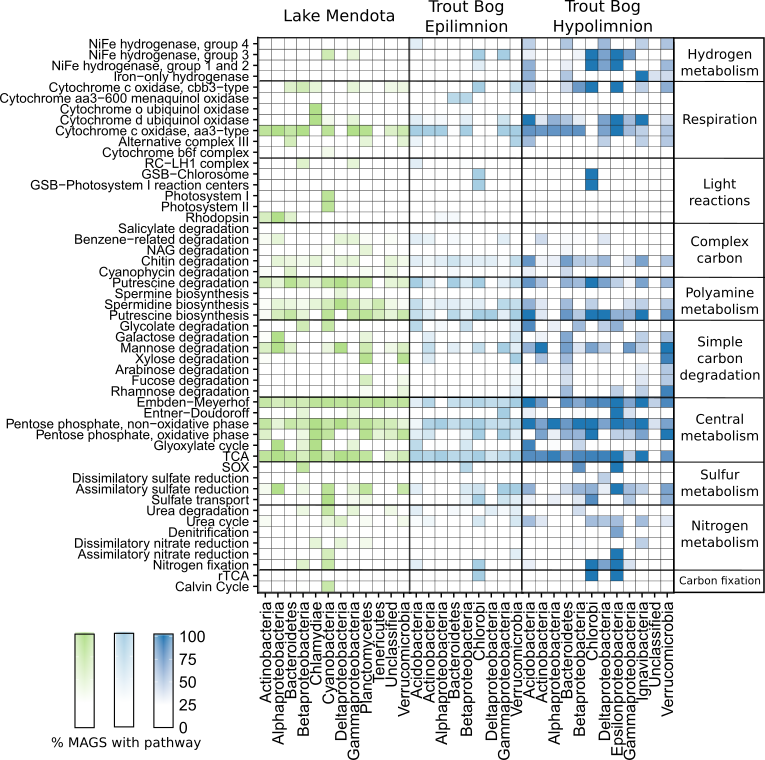 Lake Mendota
Trout Bog
Epilimnion
Trout Bog
Hypolimnion
NiFe hydrogenase, group 4
NiFe hydrogenase, group 3
NiFe hydrogenase, group 1 and 2
Iron−only hydrogenase
Cytochrome c oxidase, cbb3−type
Cytochrome aa3−600 menaquinol oxidase
Cytochrome o ubiquinol oxidase
Cytochrome d ubiquinol oxidase
Cytochrome c oxidase, aa3−type
Alternative complex III
Cytochrome b6f complex
RC−LH1 complex
GSB−Chlorosome
GSB−Photosystem I reaction centers
Photosystem I
Photosystem II
Rhodopsin
Salicylate degradation
Benzene−related degradation
NAG degradation
Chitin degradation
Cyanophycin degradation
Putrescine degradation
Spermine biosynthesis
Spermidine biosynthesis
Putrescine biosynthesis
Glycolate degradation
Galactose degradation
Mannose degradation
Xylose degradation
Arabinose degradation
Fucose degradation
Rhamnose degradation
Embden−Meyerhof
Entner−Doudoroff
Pentose phosphate, non−oxidative phase
Pentose phosphate, oxidative phase
Glyoxylate cycle
TCA
SOX
Dissimilatory sulfate reduction
Assimilatory sulfate reduction
Sulfate transport
Urea degradation
Urea cycle
Denitrification
Dissimilatory nitrate reduction
Assimilatory nitrate reduction
Nitrogen fixation
rTCA
Calvin Cycle
Hydrogen
metabolism
Respiration
Light
reactions
Complex
carbon
Polyamine
metabolism
Simple
carbon
degradation
Central
metabolism
Sulfur
metabolism
Nitrogen
metabolism
Carbon fixation
Actinobacteria
Alphaproteobacteria
Bacteroidetes
Betaproteobacteria
Chlamydiae
Cyanobacteria
Deltaproteobacteria
Gammaproteobacteria
Planctomycetes
Tenericutes
Unclassified
Verrucomicrobia
Acidobacteria
Actinobacteria
Alphaproteobacteria
Bacteroidetes
Betaproteobacteria
Chlorobi
Deltaproteobacteria
Gammaproteobacteria
Verrucomicrobia
Acidobacteria
Actinobacteria
Alphaproteobacteria
Bacteroidetes
Betaproteobacteria
Chlorobi
Deltaproteobacteria
Epsilonproteobacteria
Gammaproteobacteria
Ignavibacteria
Unclassified
Verrucomicrobia
100
75
50
25
0
% MAGS with pathway